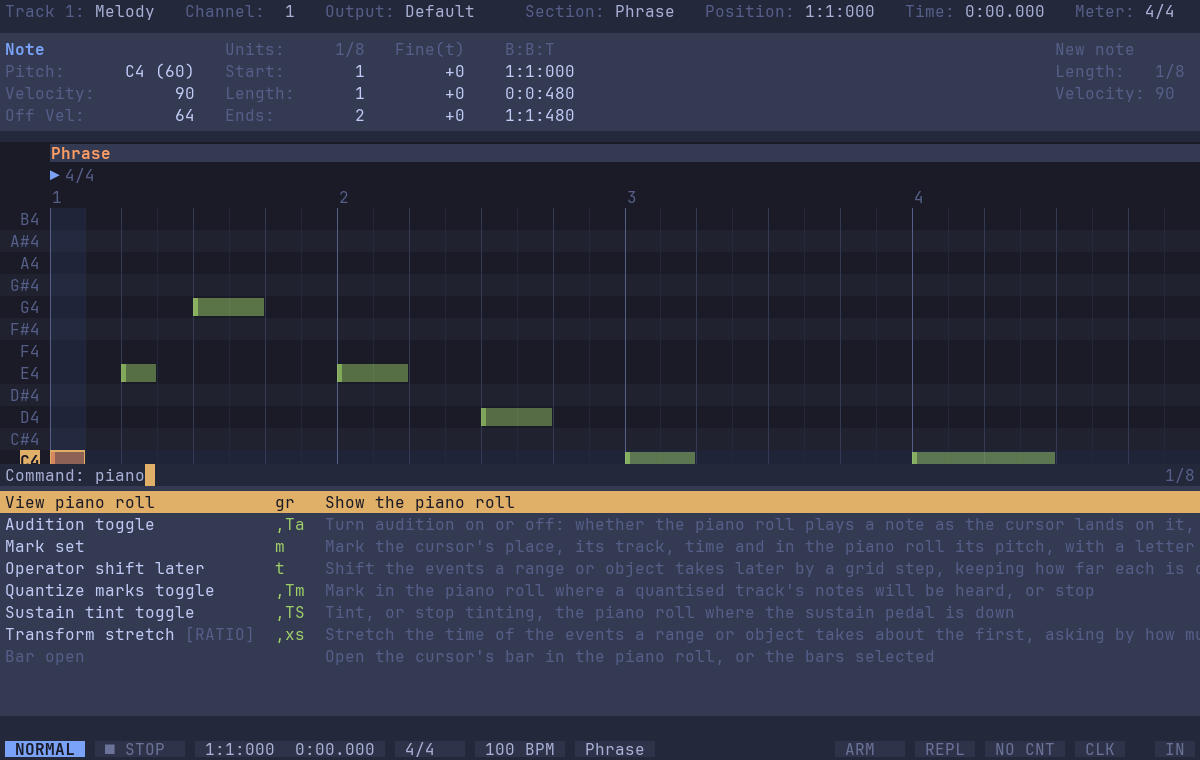 Track 1: Melody Channel: 1 Output: Default Section: Phrase Position: 1:1:000 Time: 0:00.000 Meter: 4/4
Note Units: 1/8 Fine(t) B:B:T New note
Pitch: C4 (60) Start: 1 +0 1:1:000 Length: 1/8
Velocity: 90 Length: 1 +0 0:0:480 Velocity: 90
Off Vel: 64 Ends: 2 +0 1:1:480
Phrase
▶ 4/4
1 2 3 4
B4
A#4
A4
G#4
G4
F#4
F4
E4
D#4
D4
C#4
C4
Command: piano 1/8
View piano roll gr Show the piano roll
Audition toggle ,Ta Turn audition on or off: whether the piano roll plays a note as the cursor lands on it,
Mark set m Mark the cursor's place, its track, time and in the piano roll its pitch, with a letter
Operator shift later t Shift the events a range or object takes later by a grid step, keeping how far each is
Quantize marks toggle ,Tm Mark in the piano roll where a quantised track's notes will be heard, or stop
Sustain tint toggle ,TS Tint, or stop tinting, the piano roll where the sustain pedal is down
Transform stretch [RATIO] ,xs Stretch the time of the events a range or object takes about the first, asking by how
Bar open Open the cursor's bar in the piano roll, or the bars selected
NORMAL ■ STOP 1:1:000 0:00.000 4/4 100 BPM Phrase ARM REPL NO CNT CLK IN